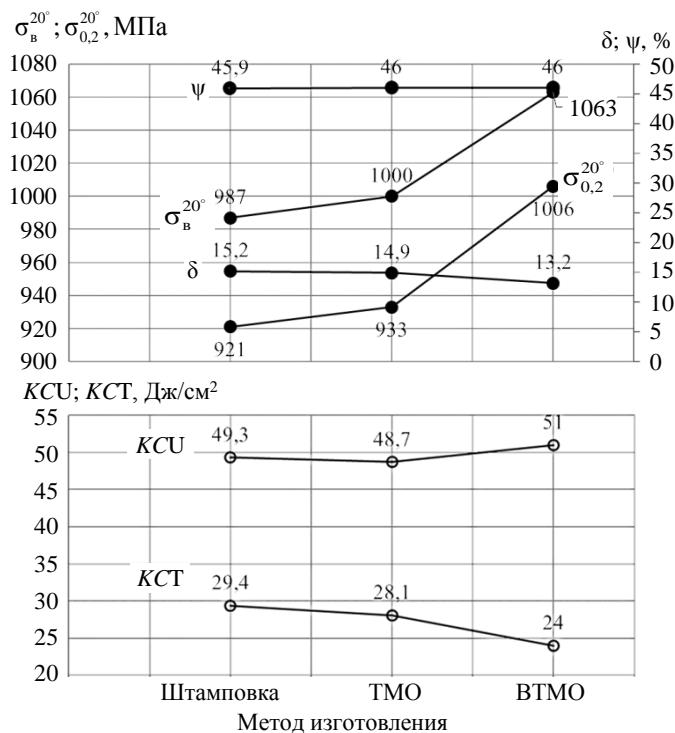 σв20°; σ0,220°, МПа
δ; ψ, %
1080 45,9 46 46 50
1060 ψ 1063 45
1040 40
1020 1000 σ0,220° 35
1000 987 30
980 σв20° 1006 25
960 15,2 14,9 13,2 20
940 δ 15
920 10
900 921 933 5
0
KCU; KCT, Дж/см2
55
50 KCU 49,3 48,7 51
45
40
35
30 KCT 29,4 28,1 24
25
20
Штамповка ТМО ВТМО
Метод изготовления